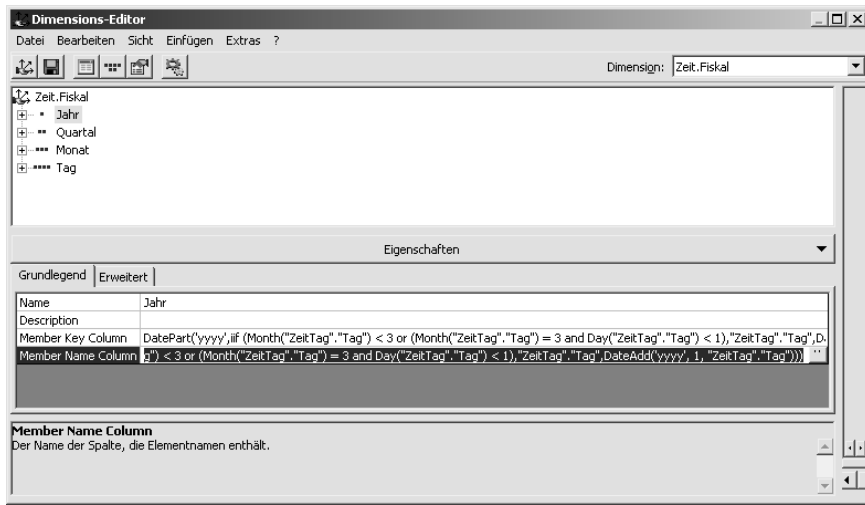 Dimensions-Editor
Datei Bearbeiten Sicht Einfügen Extras ?
Dimension: Zeit.Fiskal
Zeit.Fiskal
Jahr
Quartal
Monat
Tag
Eigenschaften
Grundlegend Erweitert
Name Jahr
Description
Member Key Column DatePart('yyyy',iif (Month("ZeitTag"."Tag") < 3 or (Month("ZeitTag"."Tag") = 3 and Day("ZeitTag"."Tag") < 1),"ZeitTag"."Tag",D
Member Name Column g") < 3 or (Month("ZeitTag"."Tag") = 3 and Day("ZeitTag"."Tag") < 1),"ZeitTag"."Tag",DateAdd('yyyy', 1, "ZeitTag"."Tag")))
Member Name Column
Der Name der Spalte, die Elementnamen enthält.